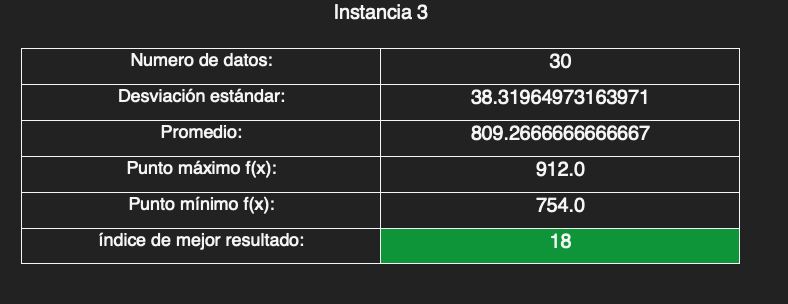 Instancia 3
Numero de datos: 30
Desviación estándar: 38.31964973163971
Promedio: 809.2666666666667
Punto máximo f(x): 912.0
Punto mínimo f(x): 754.0
índice de mejor resultado: 18